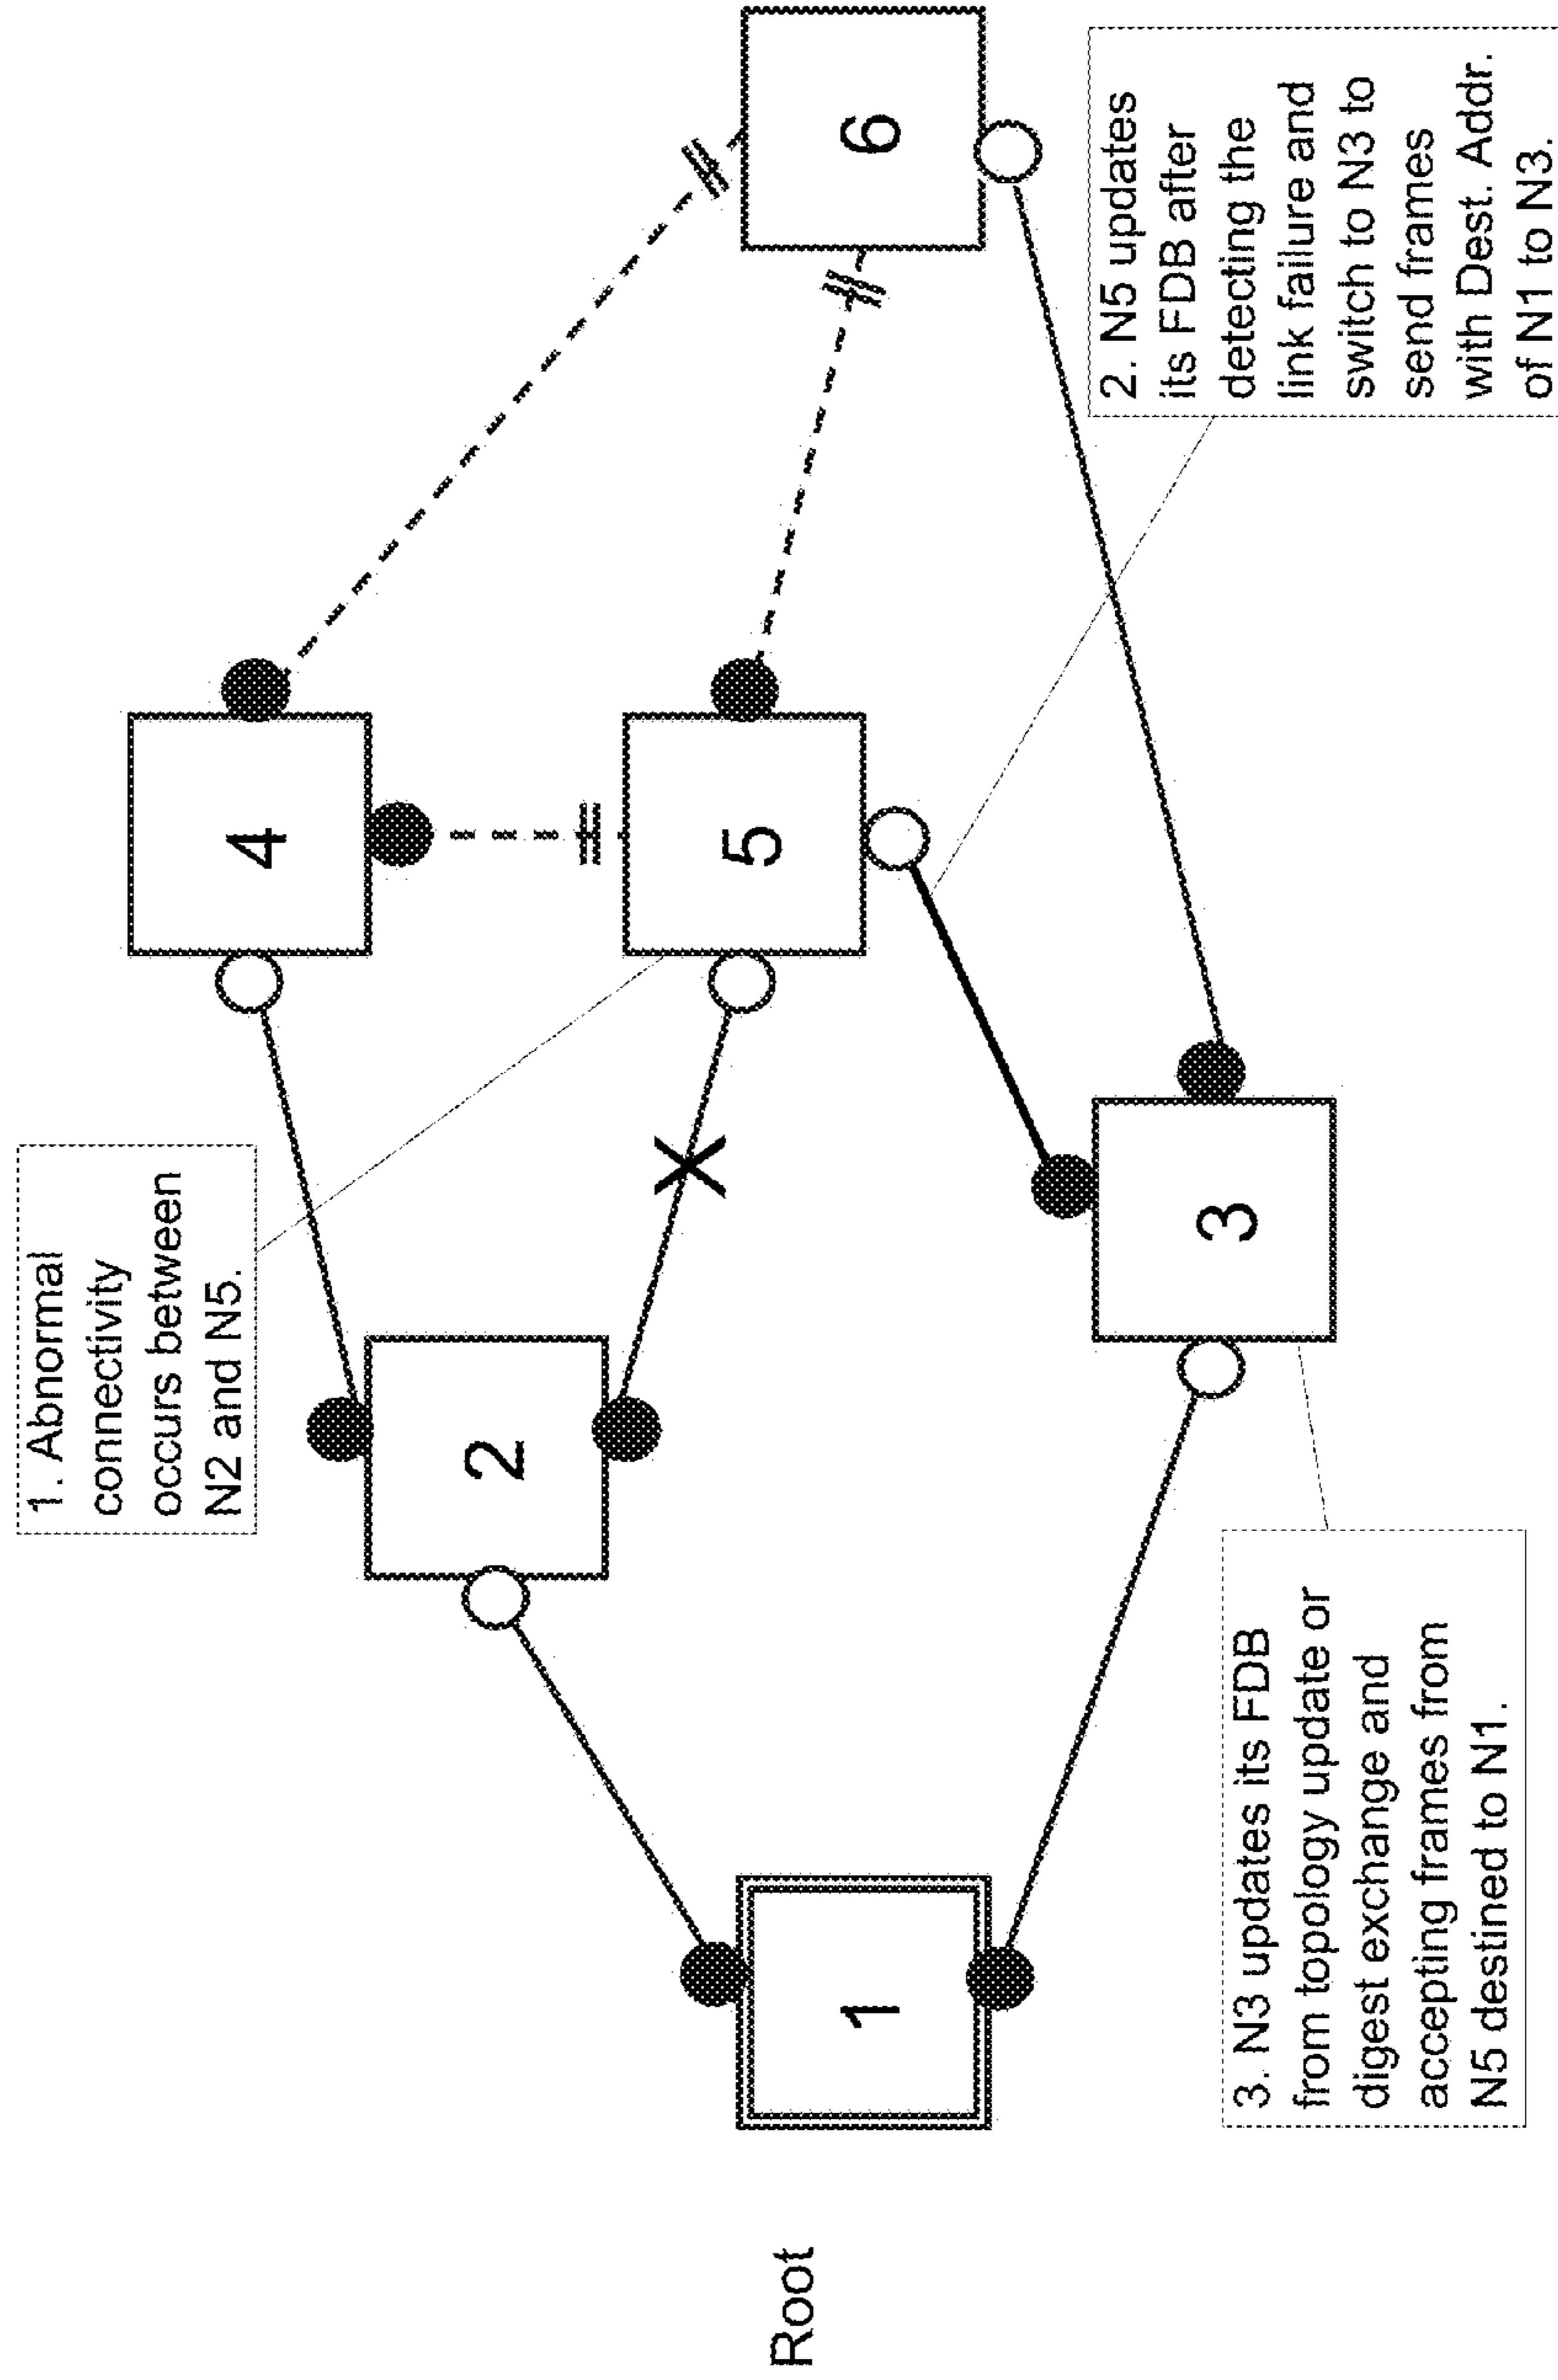 Root
1
2
3
4
5
6
X
1. Abnormal
connectivity
occurs between
N2 and N5.
2. N5 updates
its FDB after
detecting the
link failure and
switch to N3 to
send frames
with Dest. Addr.
of N1 to N3.
3. N3 updates its FDB
from topology update or
digest exchange and
accepting frames from
N5 destined to N1.